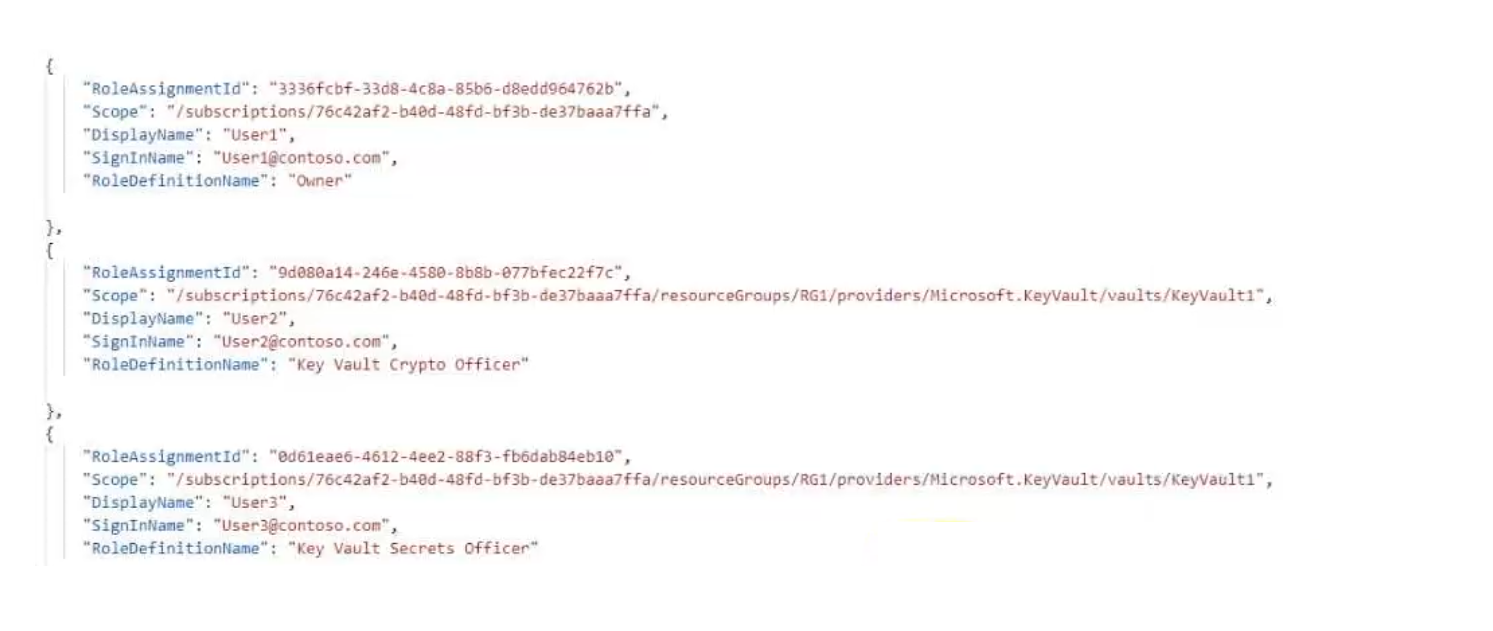 {
"RoleAssignmentId": "3336fcbf-33d8-4c8a-85b6-d8edd964762b",
"Scope": "/subscriptions/76c42af2-b40d-48fd-bf3b-de37baaa7ffa",
"DisplayName": "User1",
"SignInName": "User1@contoso.com",
"RoleDefinitionName": "Owner"
},
{
"RoleAssignmentId": "9d080a14-246e-4580-8b8b-077bfec22f7c",
"Scope": "/subscriptions/76c42af2-b40d-48fd-bf3b-de37baaa7ffa/resourceGroups/RG1/providers/Microsoft.KeyVault/vaults/KeyVault1",
"DisplayName": "User2",
"SignInName": "User2@contoso.com",
"RoleDefinitionName": "Key Vault Crypto Officer"
},
{
"RoleAssignmentId": "0d61eae6-4612-4ee2-88f3-fb6dab84eb10",
"Scope": "/subscriptions/76c42af2-b40d-48fd-bf3b-de37baaa7ffa/resourceGroups/RG1/providers/Microsoft.KeyVault/vaults/KeyVault1",
"DisplayName": "User3",
"SignInName": "User3@contoso.com",
"RoleDefinitionName": "Key Vault Secrets Officer"